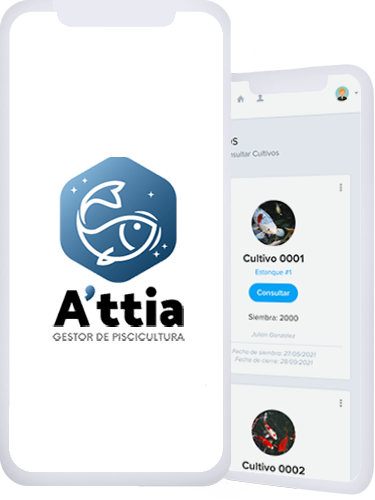 A'ttia
GESTOR DE PISCICULTURA
Cultivos
Cultivo 0001
Estanque #1
Consultar
Siembra: 2000
Julian Gonzalez
Fecha de siembra: 27/05/2021
Fecha de cierre: 28/09/2021
Cultivo 0002